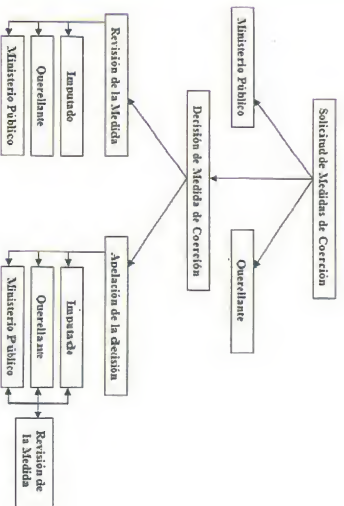 Solicitud de Medidas de Coerción
Ministerio Público
Querellante
Decisión de Medida de Coerción
Revisión de la Medida
Imputado
Querellante
Ministerio Público
Apelación de la decisión
Imputado
Querellante
Ministerio Público
Revisión de
la Medida